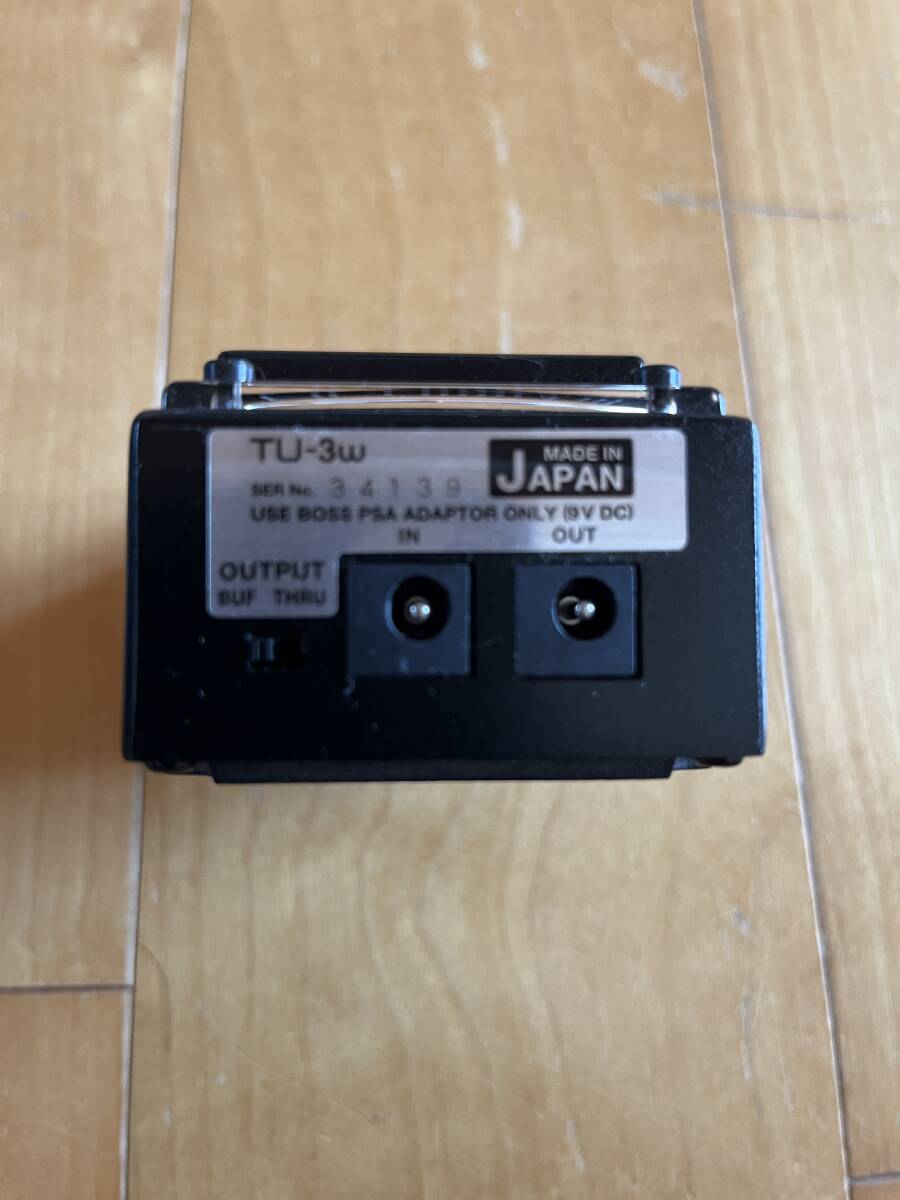 TU-3w
MADE IN
JAPAN
SER No. 34139
USE BOSS PSA ADAPTOR ONLY (9V DC)
IN OUT
OUTPUT
BUF THRU